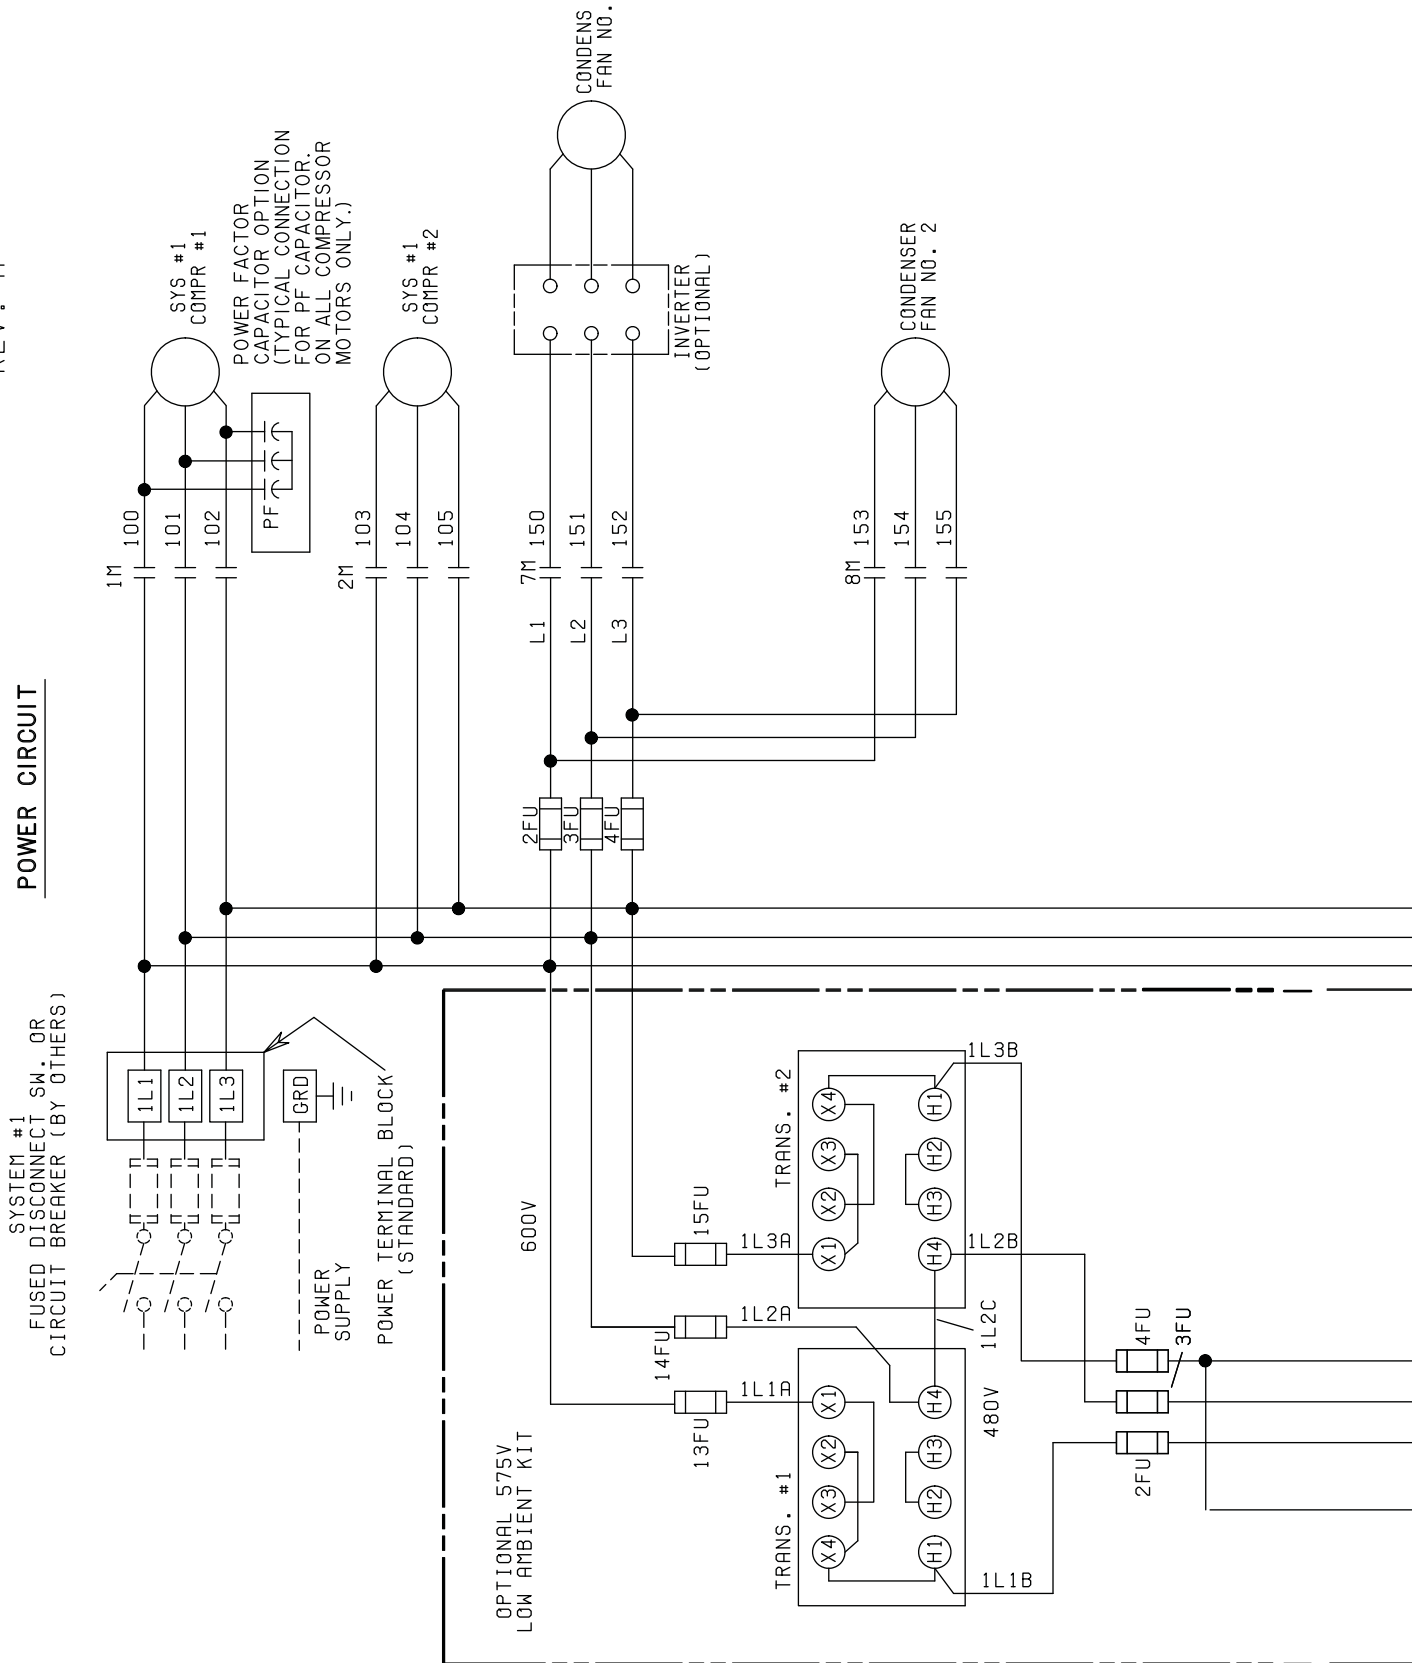 POWER CIRCUIT
SYSTEM #1
FUSED DISCONNECT SW. OR
CIRCUIT BREAKER (BY OTHERS)
1L1
1L2
1L3
GRD
POWER
SUPPLY
POWER TERMINAL BLOCK
(STANDARD)
1M
100
101
102
SYS #1
COMPR #1
PF
POWER FACTOR
CAPACITOR OPTION
(TYPICAL CONNECTION
FOR PF CAPACITOR.
ON ALL COMPRESSOR
MOTORS ONLY.)
2M
103
104
105
SYS #1
COMPR #2
2FU
3FU
4FU
L1
L2
L3
7M
150
151
152
INVERTER
(OPTIONAL)
CONDENS
FAN NO.
8M
153
154
155
CONDENSER
FAN NO. 2
OPTIONAL 575V
LOW AMBIENT KIT
600V
13FU
14FU
15FU
1L1A
1L2A
1L3A
TRANS. #1
X4
X3
X2
X1
H1
H2
H3
H4
TRANS. #2
X1
X2
X3
X4
H4
H3
H2
H1
1L1B
480V
1L2C
1L2B
1L3B
2FU
4FU
3FU